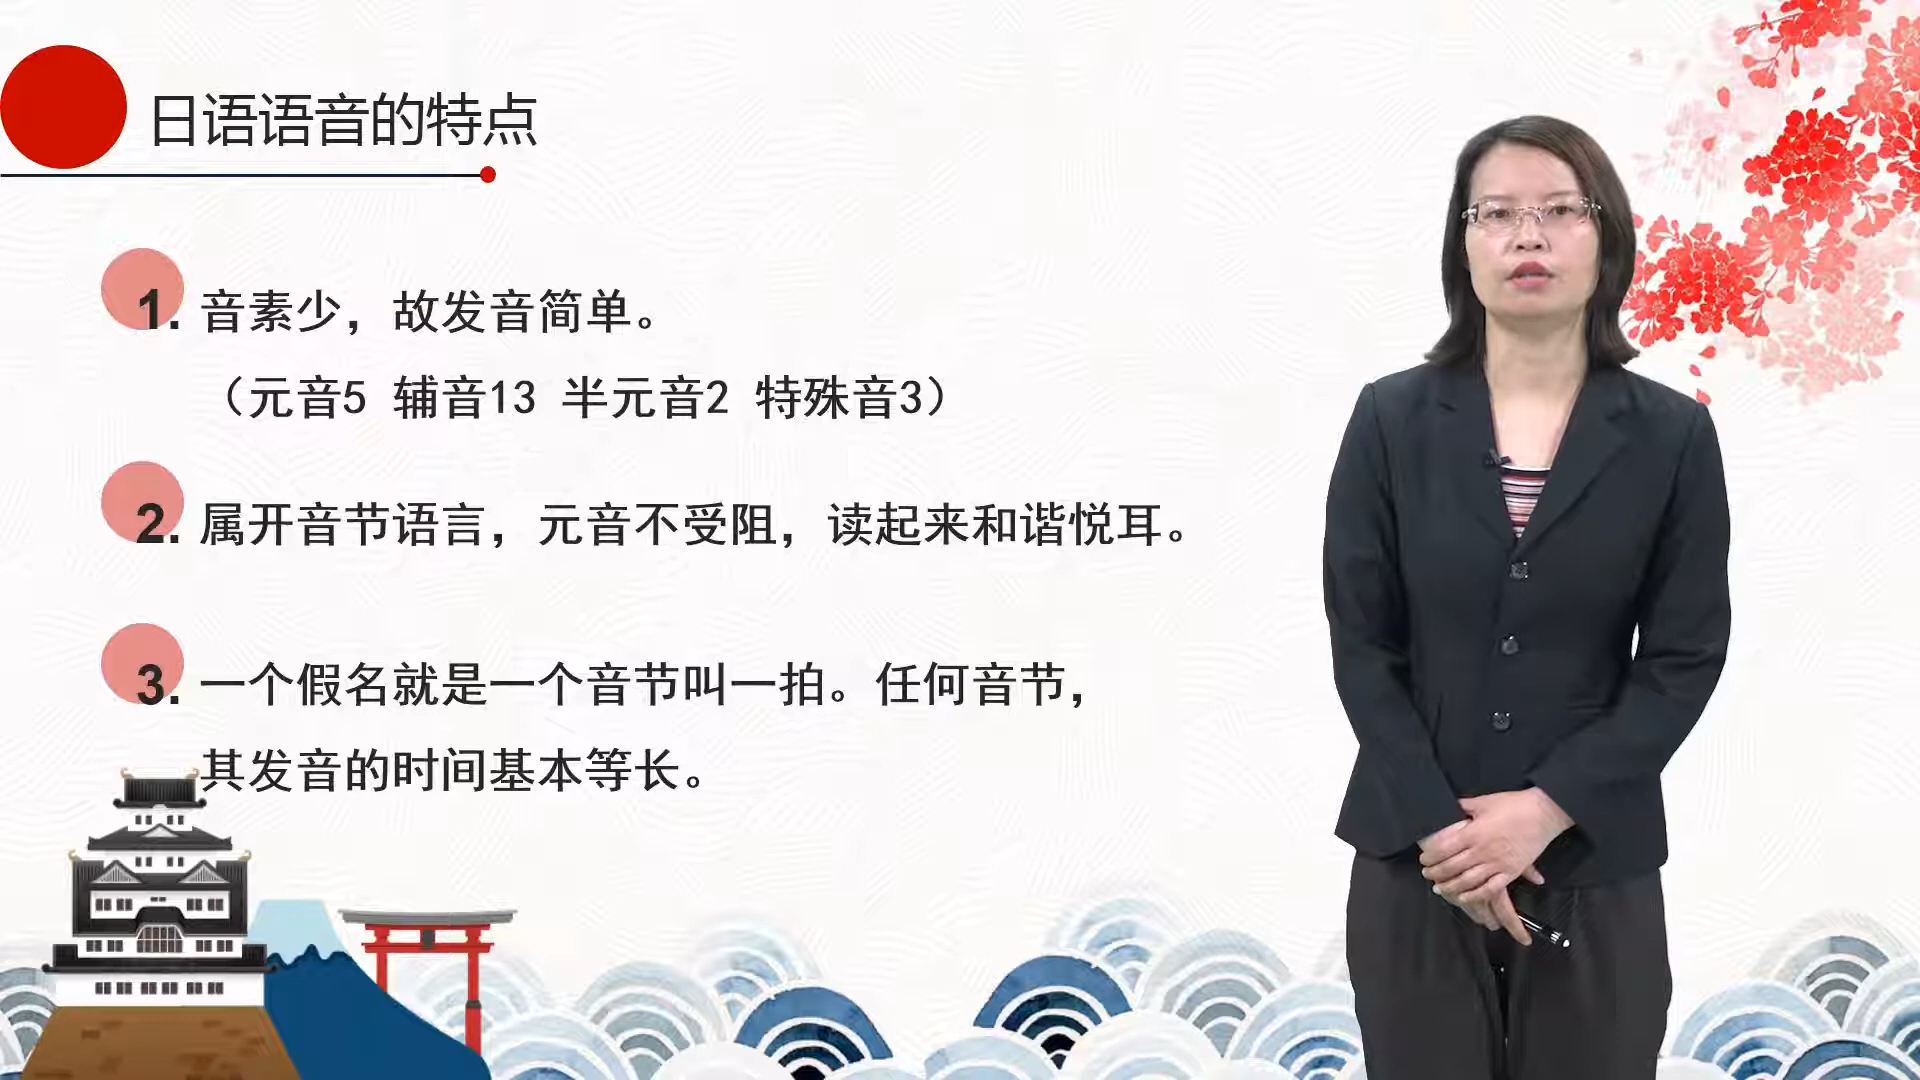 日语语音的特点
1. 音素少，故发音简单。
（元音5 辅音13 半元音2 特殊音3）
2. 属开音节语言，元音不受阻，读起来和谐悦耳。
3. 一个假名就是一个音节叫一拍。任何音节，
其发音的时间基本等长。